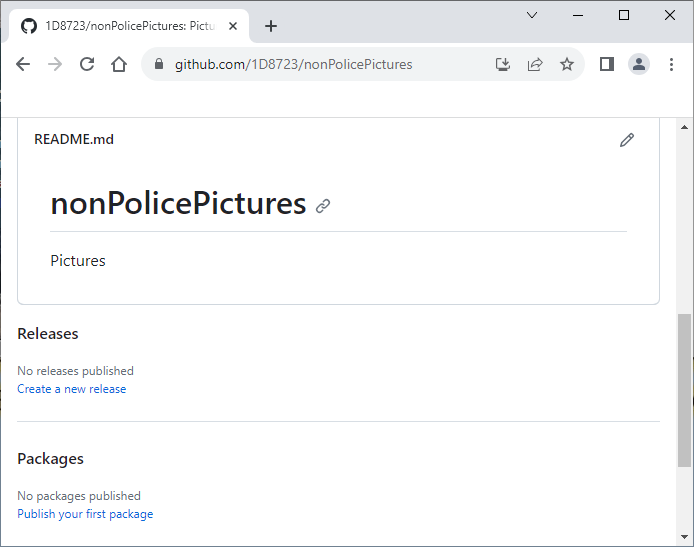 1D8723/nonPolicePictures: Pictu
github.com/1D8723/nonPolicePictures
README.md
nonPolicePictures
Pictures
Releases
No releases published
Create a new release
Packages
No packages published
Publish your first package